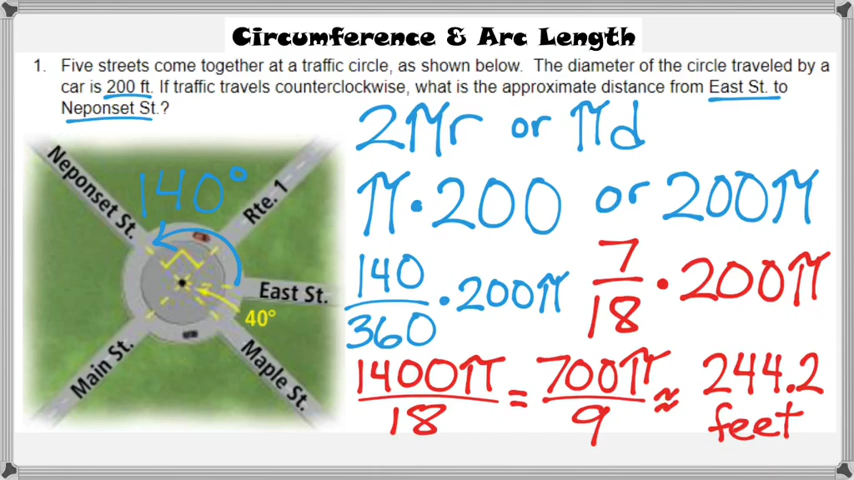 Circumference & Arc Length
1. Five streets come together at a traffic circle, as shown below. The diameter of the circle traveled by a
car is 200 ft. If traffic travels counterclockwise, what is the approximate distance from East St. to
Neponset St.?
2πr or πd
Neponset St.
140°
Rte. 1
π•200 or 200π
140/360 • 200π
7/18 • 200π
East St.
40°
Main St.
Maple St.
1400π/18 = 700π/9 ≈ 244.2
feet